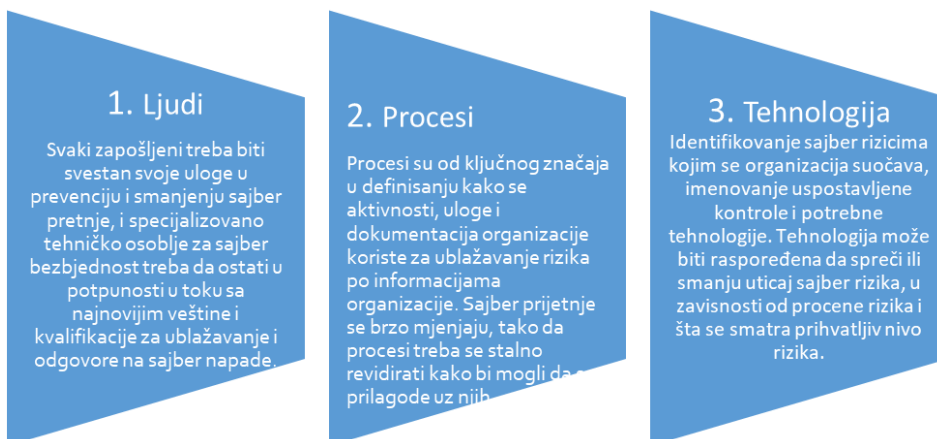 1. Ljudi
Svaki zapošljeni treba biti
svestan svoje uloge u
prevenciju i smanjenju sajber
pretnje, i specijalizovano
tehničko osoblje za sajber
bezbjednost treba da ostati u
potpunosti u toku sa
najnovijim veštine i
kvalifikacije za ublažavanje i
odgovore na sajber napade.
2. Procesi
Procesi su od ključnog značaja
u definisanju kako se
aktivnosti, uloge i
dokumentacija organizacije
koriste za ublažavanje rizika
po informacijama
organizacije. Sajber prijetnje
se brzo mjenjaju, tako da
procesi treba se stalno
revidirati kako bi mogli da
prilagode uz njih
3. Tehnologija
Identifikovanje sajber rizicima
kojim se organizacija suočava,
imenovanje uspostavljene
kontrole i potrebne
tehnologije. Tehnologija može
biti raspoređena da spreči ili
smanju uticaj sajber rizika, u
zavisnosti od procene rizika i
šta se smatra prihvatljiv nivo
rizika.